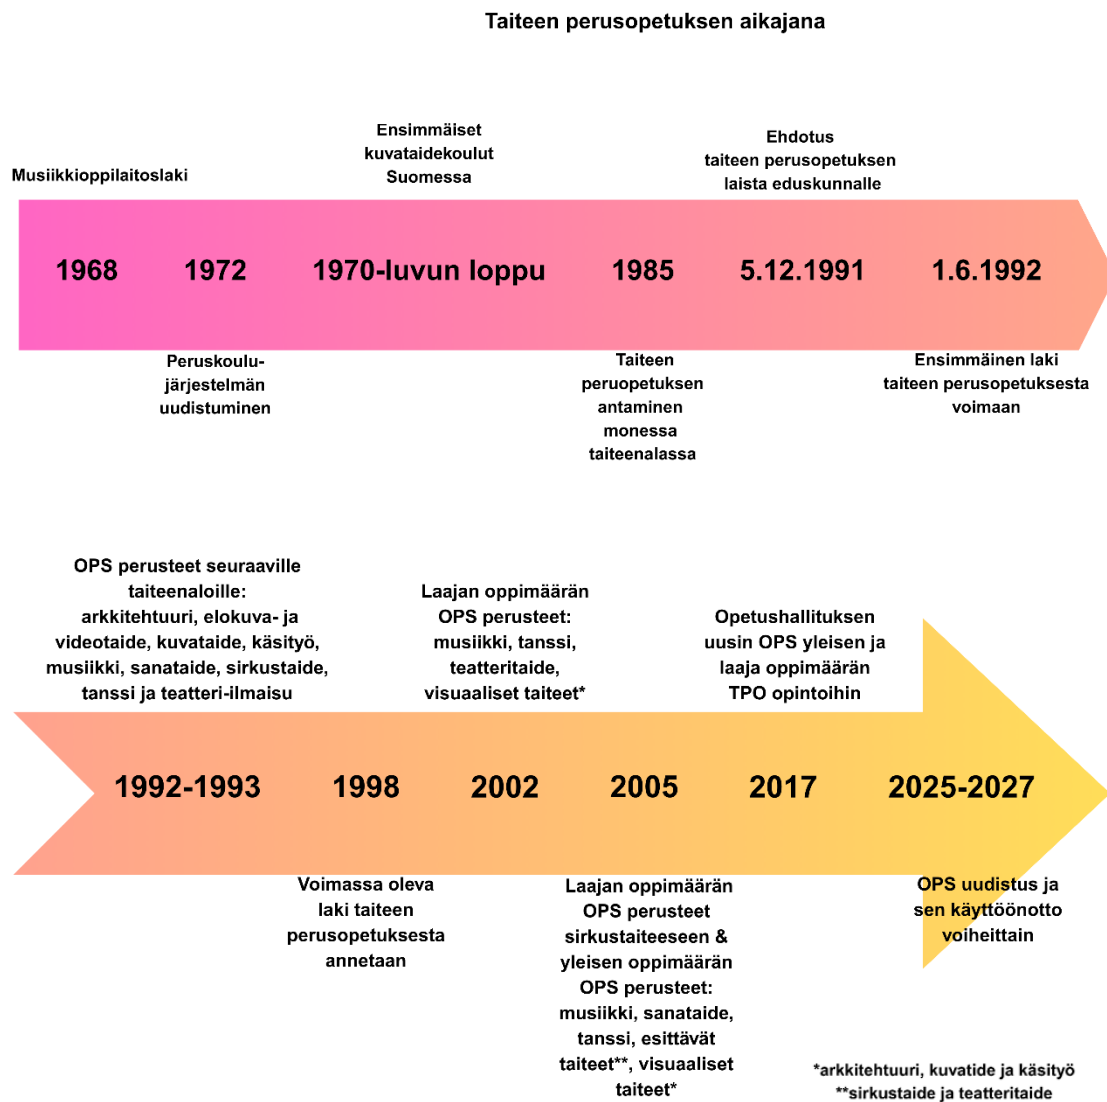 Taiteen perusopetuksen aikajana
Musiikkioppilaitoslaki
Ensimmäiset
kuvataidekoulut
Suomessa
Ehdotus
taiteen perusopetuksen
laista eduskunnalle
1968 1972 1970-luvun loppu 1985 5.12.1991 1.6.1992
Peruskoulu-
järjestelmän
uudistuminen
Taiteen
peruopetuksen
antaminen
monessa
taiteenalassa
Ensimmäinen laki
taiteen perusopetuksesta
voimaan
OPS perusteet seuraaville
taiteenaloille:
arkkitehtuuri, elokuva- ja
videotaide, kuvataide, käsityö,
musiikki, sanataide, sirkustaide,
tanssi ja teatteri-ilmaisu
Laajan oppimäärän
OPS perusteet:
musiikki, tanssi,
teatteritaide,
visuaaliset taiteet*
Opetushallituksen
uusin OPS yleisen ja
laaja oppimäärän
TPO opintoihin
1992-1993 1998 2002 2005 2017 2025-2027
Voimassa oleva
laki taiteen
perusopetuksesta
annetaan
Laajan oppimäärän
OPS perusteet
sirkustaiteeseen &
yleisen oppimäärän
OPS perusteet:
musiikki, sanataide,
tanssi, esittävät
taiteet**, visuaaliset
taiteet*
OPS uudistus ja
sen käyttöönotto
voiheittain
*arkkitehtuuri, kuvatide ja käsityö
**sirkustaide ja teatteritaide